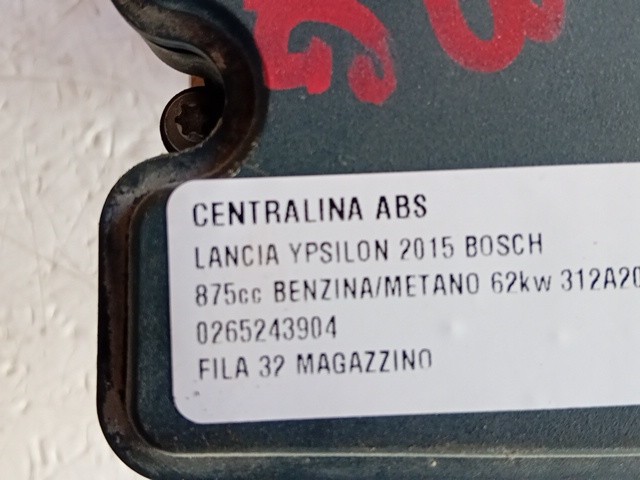 CENTRALINA ABS
LANCIA YPSILON 2015 BOSCH
875cc BENZINA/METANO 62kw 312A20
0265243904
FILA 32 MAGAZZINO